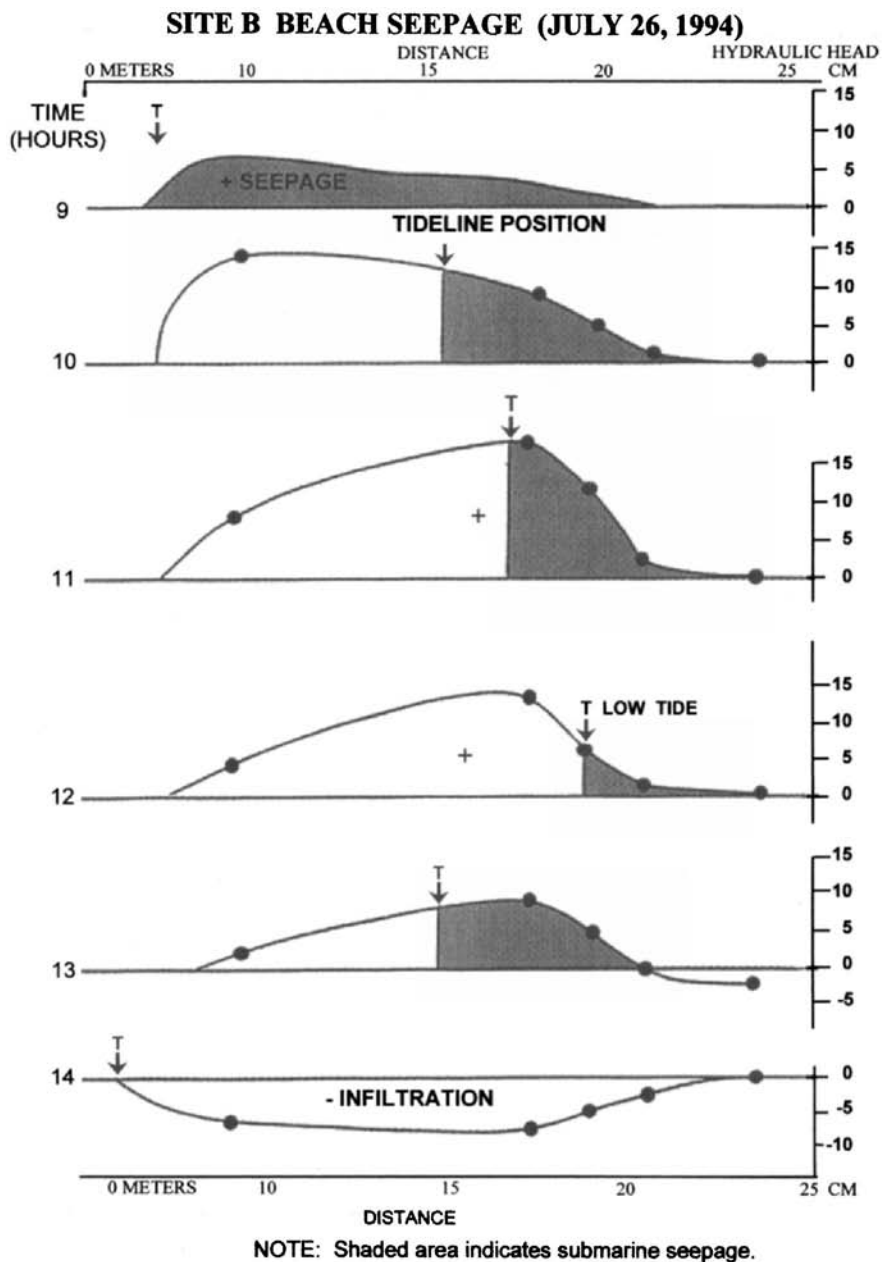 SITE B BEACH SEEPAGE (JULY 26, 1994)
DISTANCE HYDRAULIC HEAD
0 METERS 10 15 20 25 CM
TIME
(HOURS)
T
15
10
5
0
+ SEEPAGE
9
TIDELINE POSITION
15
10
5
0
10
T
15
10
5
0
+
11
T LOW TIDE
15
10
5
0
+
12
T
15
10
5
0
-5
13
T
14
0
-5
-10
- INFILTRATION
0 METERS 10 15 20 25 CM
DISTANCE
NOTE: Shaded area indicates submarine seepage.